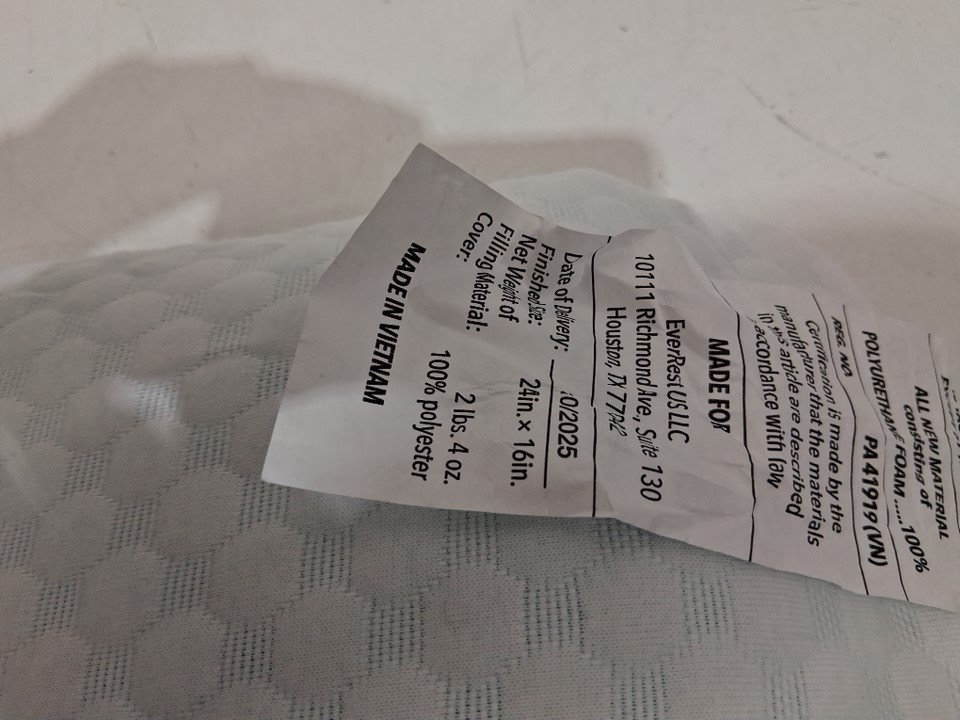 ALL NEW MATERIAL
consisting of
POLYURETHANE FOAM ......100%
REG. NO. PA 41919 (VN)
Certification is made by the
manufacturer that the materials
in this article are described
in accordance with law.
MADE FOR
EverRest US LLC
10111 Richmond Ave., Suite 130
Houston, TX 77042
Date of Delivery: 10/2025
Finished Size: 24in. × 16in.
Net Weight of
Filling Material: 2 lbs. 4 oz.
Cover: 100% polyester
MADE IN VIETNAM